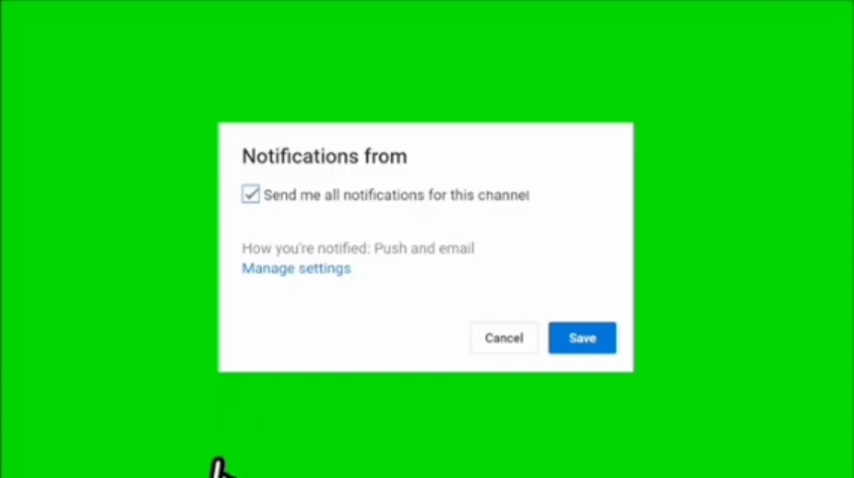 Notifications from
Send me all notifications for this channel
How you're notified: Push and email
Manage settings
Cancel
Save